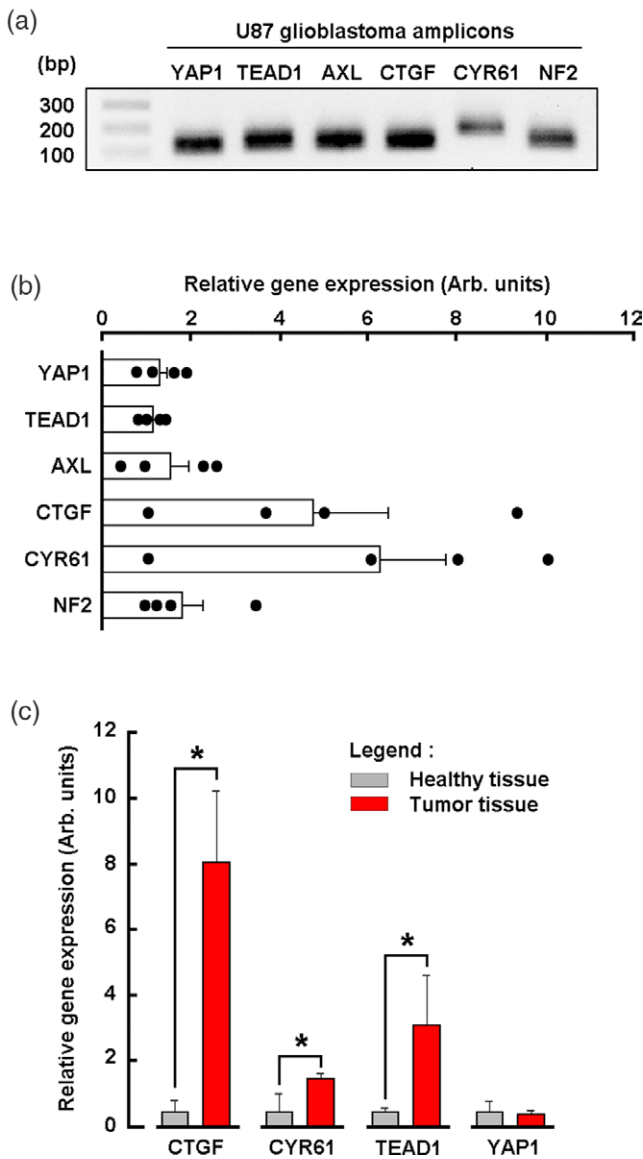 (a)
U87 glioblastoma amplicons
(bp) YAP1 TEAD1 AXL CTGF CYR61 NF2
300
200
100
(b)
Relative gene expression (Arb. units)
0 2 4 6 8 10 12
YAP1
TEAD1
AXL
CTGF
CYR61
NF2
(c)
Relative gene expression (Arb. units)
12
10
8
6
4
2
0
Legend :
Healthy tissue
Tumor tissue
*
*
*
CTGF CYR61 TEAD1 YAP1